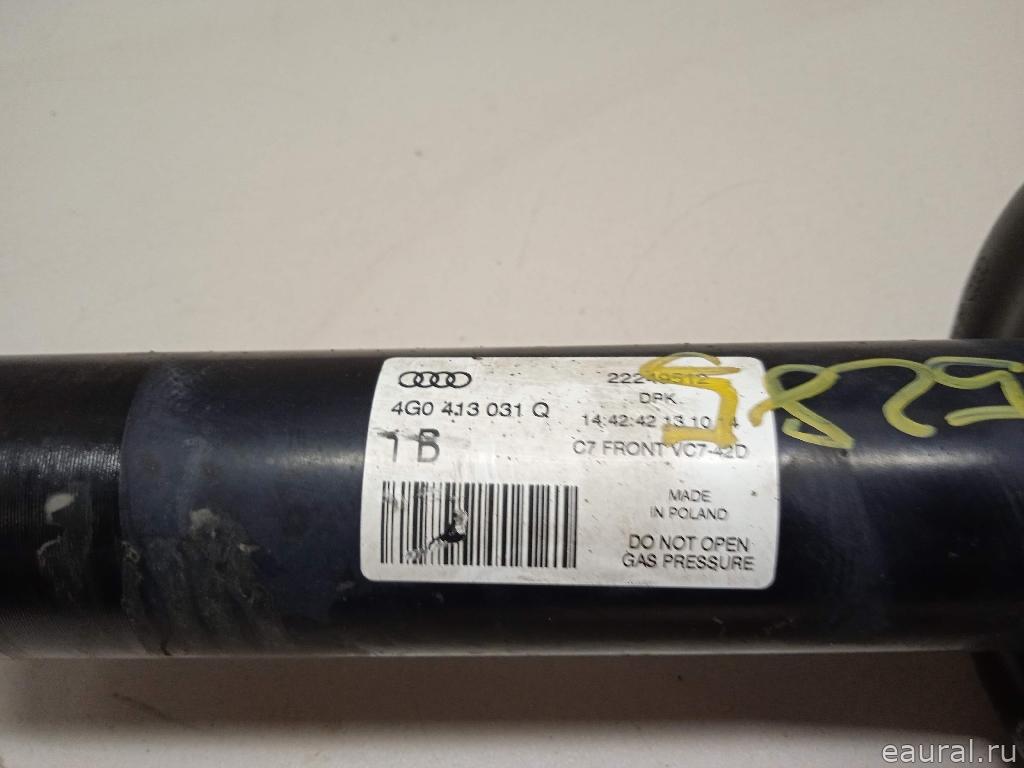 4G0 413 031 Q
1 B
DPK
C7 FRONT VC7-42D
MADE
IN POLAND
DO NOT OPEN
GAS PRESSURE
5829
eaural.ru